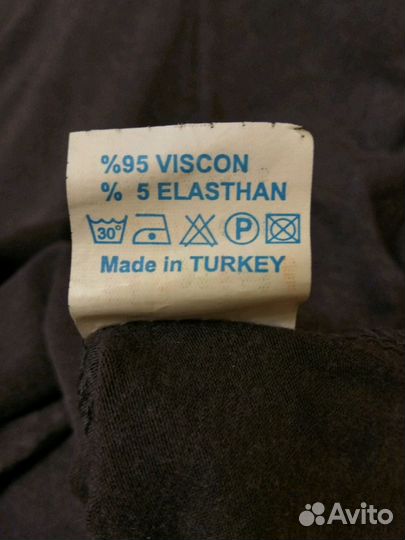 %95 VISCON
% 5 ELASTHAN
30° P
Made in TURKEY
Avito